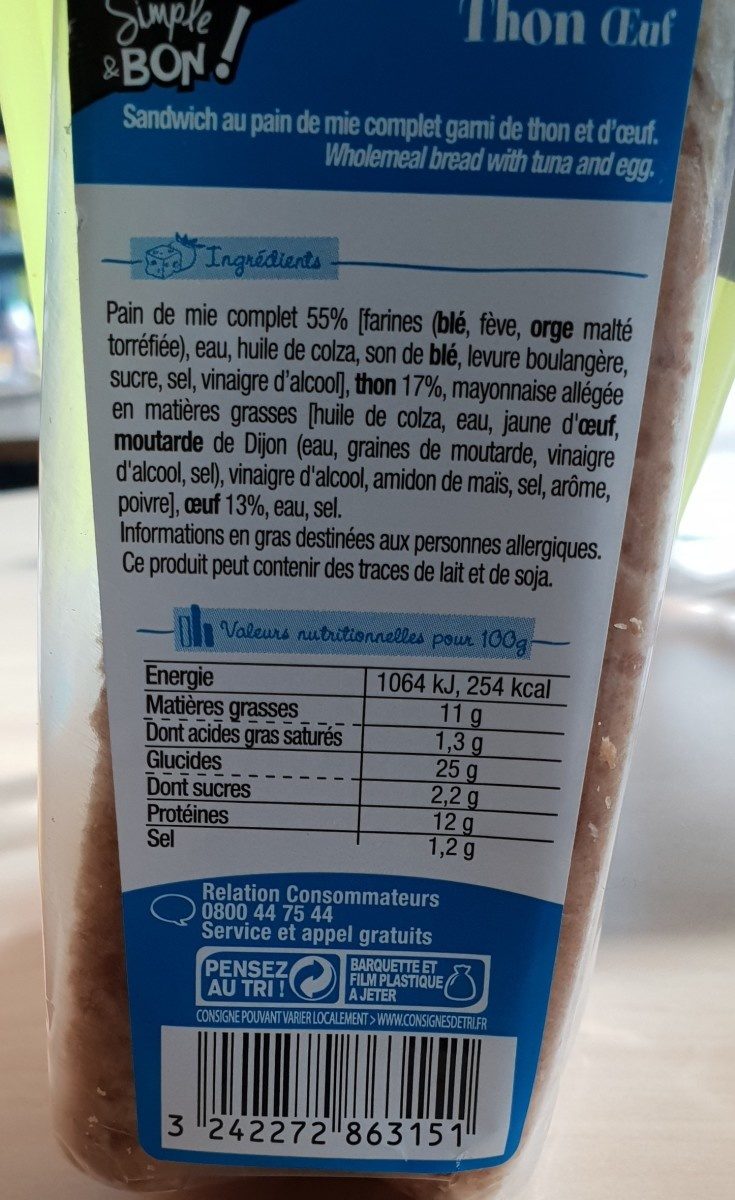 Simple
& BON !
Thon Œuf
Sandwich au pain de mie complet garni de thon et d'œuf.
Wholemeal bread with tuna and egg.
Ingrédients
Pain de mie complet 55% [farines (blé, fève, orge malté
torréfiée), eau, huile de colza, son de blé, levure boulangère,
sucre, sel, vinaigre d'alcool], thon 17%, mayonnaise allégée
en matières grasses [huile de colza, eau, jaune d'œuf,
moutarde de Dijon (eau, graines de moutarde, vinaigre
d'alcool, sel), vinaigre d'alcool, amidon de maïs, sel, arôme,
poivre], œuf 13%, eau, sel.
Informations en gras destinées aux personnes allergiques.
Ce produit peut contenir des traces de lait et de soja.
Valeurs nutritionnelles pour 100g
Energie 1064 kJ, 254 kcal
Matières grasses 11 g
Dont acides gras saturés 1,3 g
Glucides 25 g
Dont sucres 2,2 g
Protéines 12 g
Sel 1,2 g
Relation Consommateurs
0800 44 75 44
Service et appel gratuits
PENSEZ
AU TRI !
BARQUETTE ET
FILM PLASTIQUE
A JETER
CONSIGNE POUVANT VARIER LOCALEMENT > WWW.CONSIGNESDETRI.FR
3 242272 863151